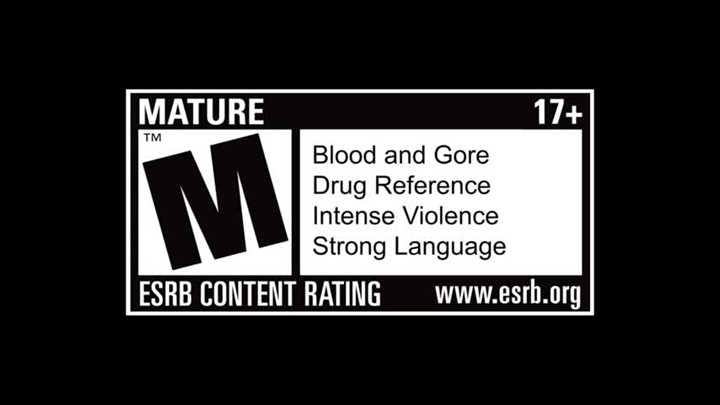 MATURE 17+
™
M
Blood and Gore
Drug Reference
Intense Violence
Strong Language
ESRB CONTENT RATING www.esrb.org